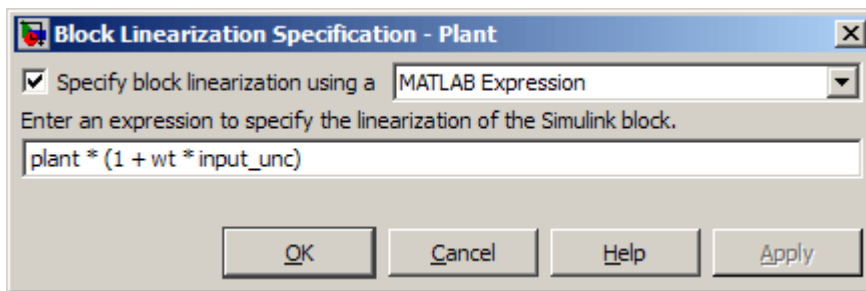 Block Linearization Specification - Plant
Specify block linearization using a MATLAB Expression
Enter an expression to specify the linearization of the Simulink block.
plant * (1 + wt * input_unc)
OK Cancel Help Apply